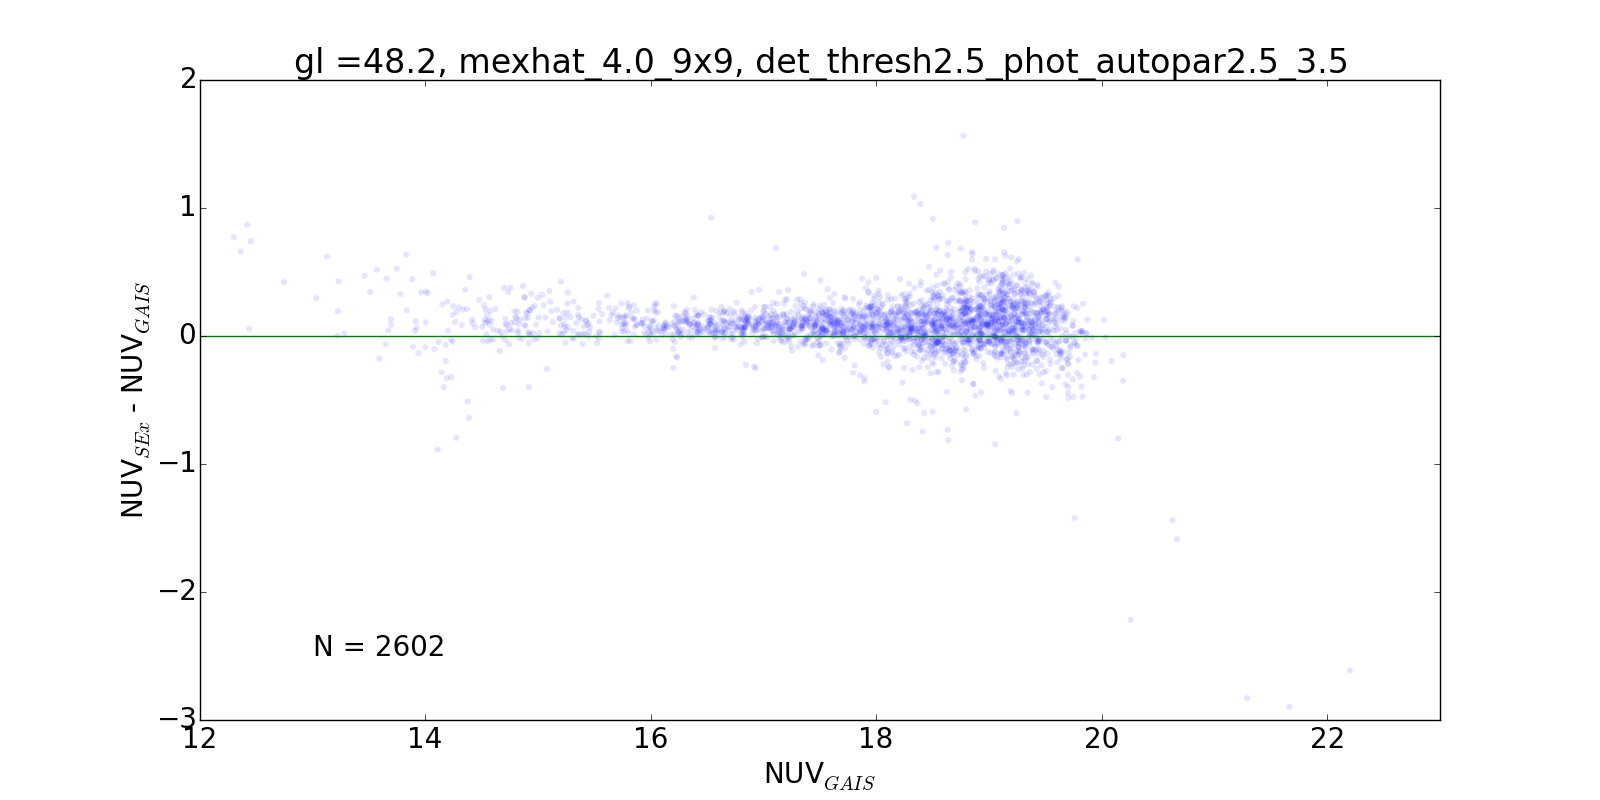 gl =48.2, mexhat_4.0_9x9, det_thresh2.5_phot_autopar2.5_3.5
2
1
0
−1
−2
−3
NUV_SEx - NUV_GAIS
N = 2602
12 14 16 18 20 22
NUV_GAIS